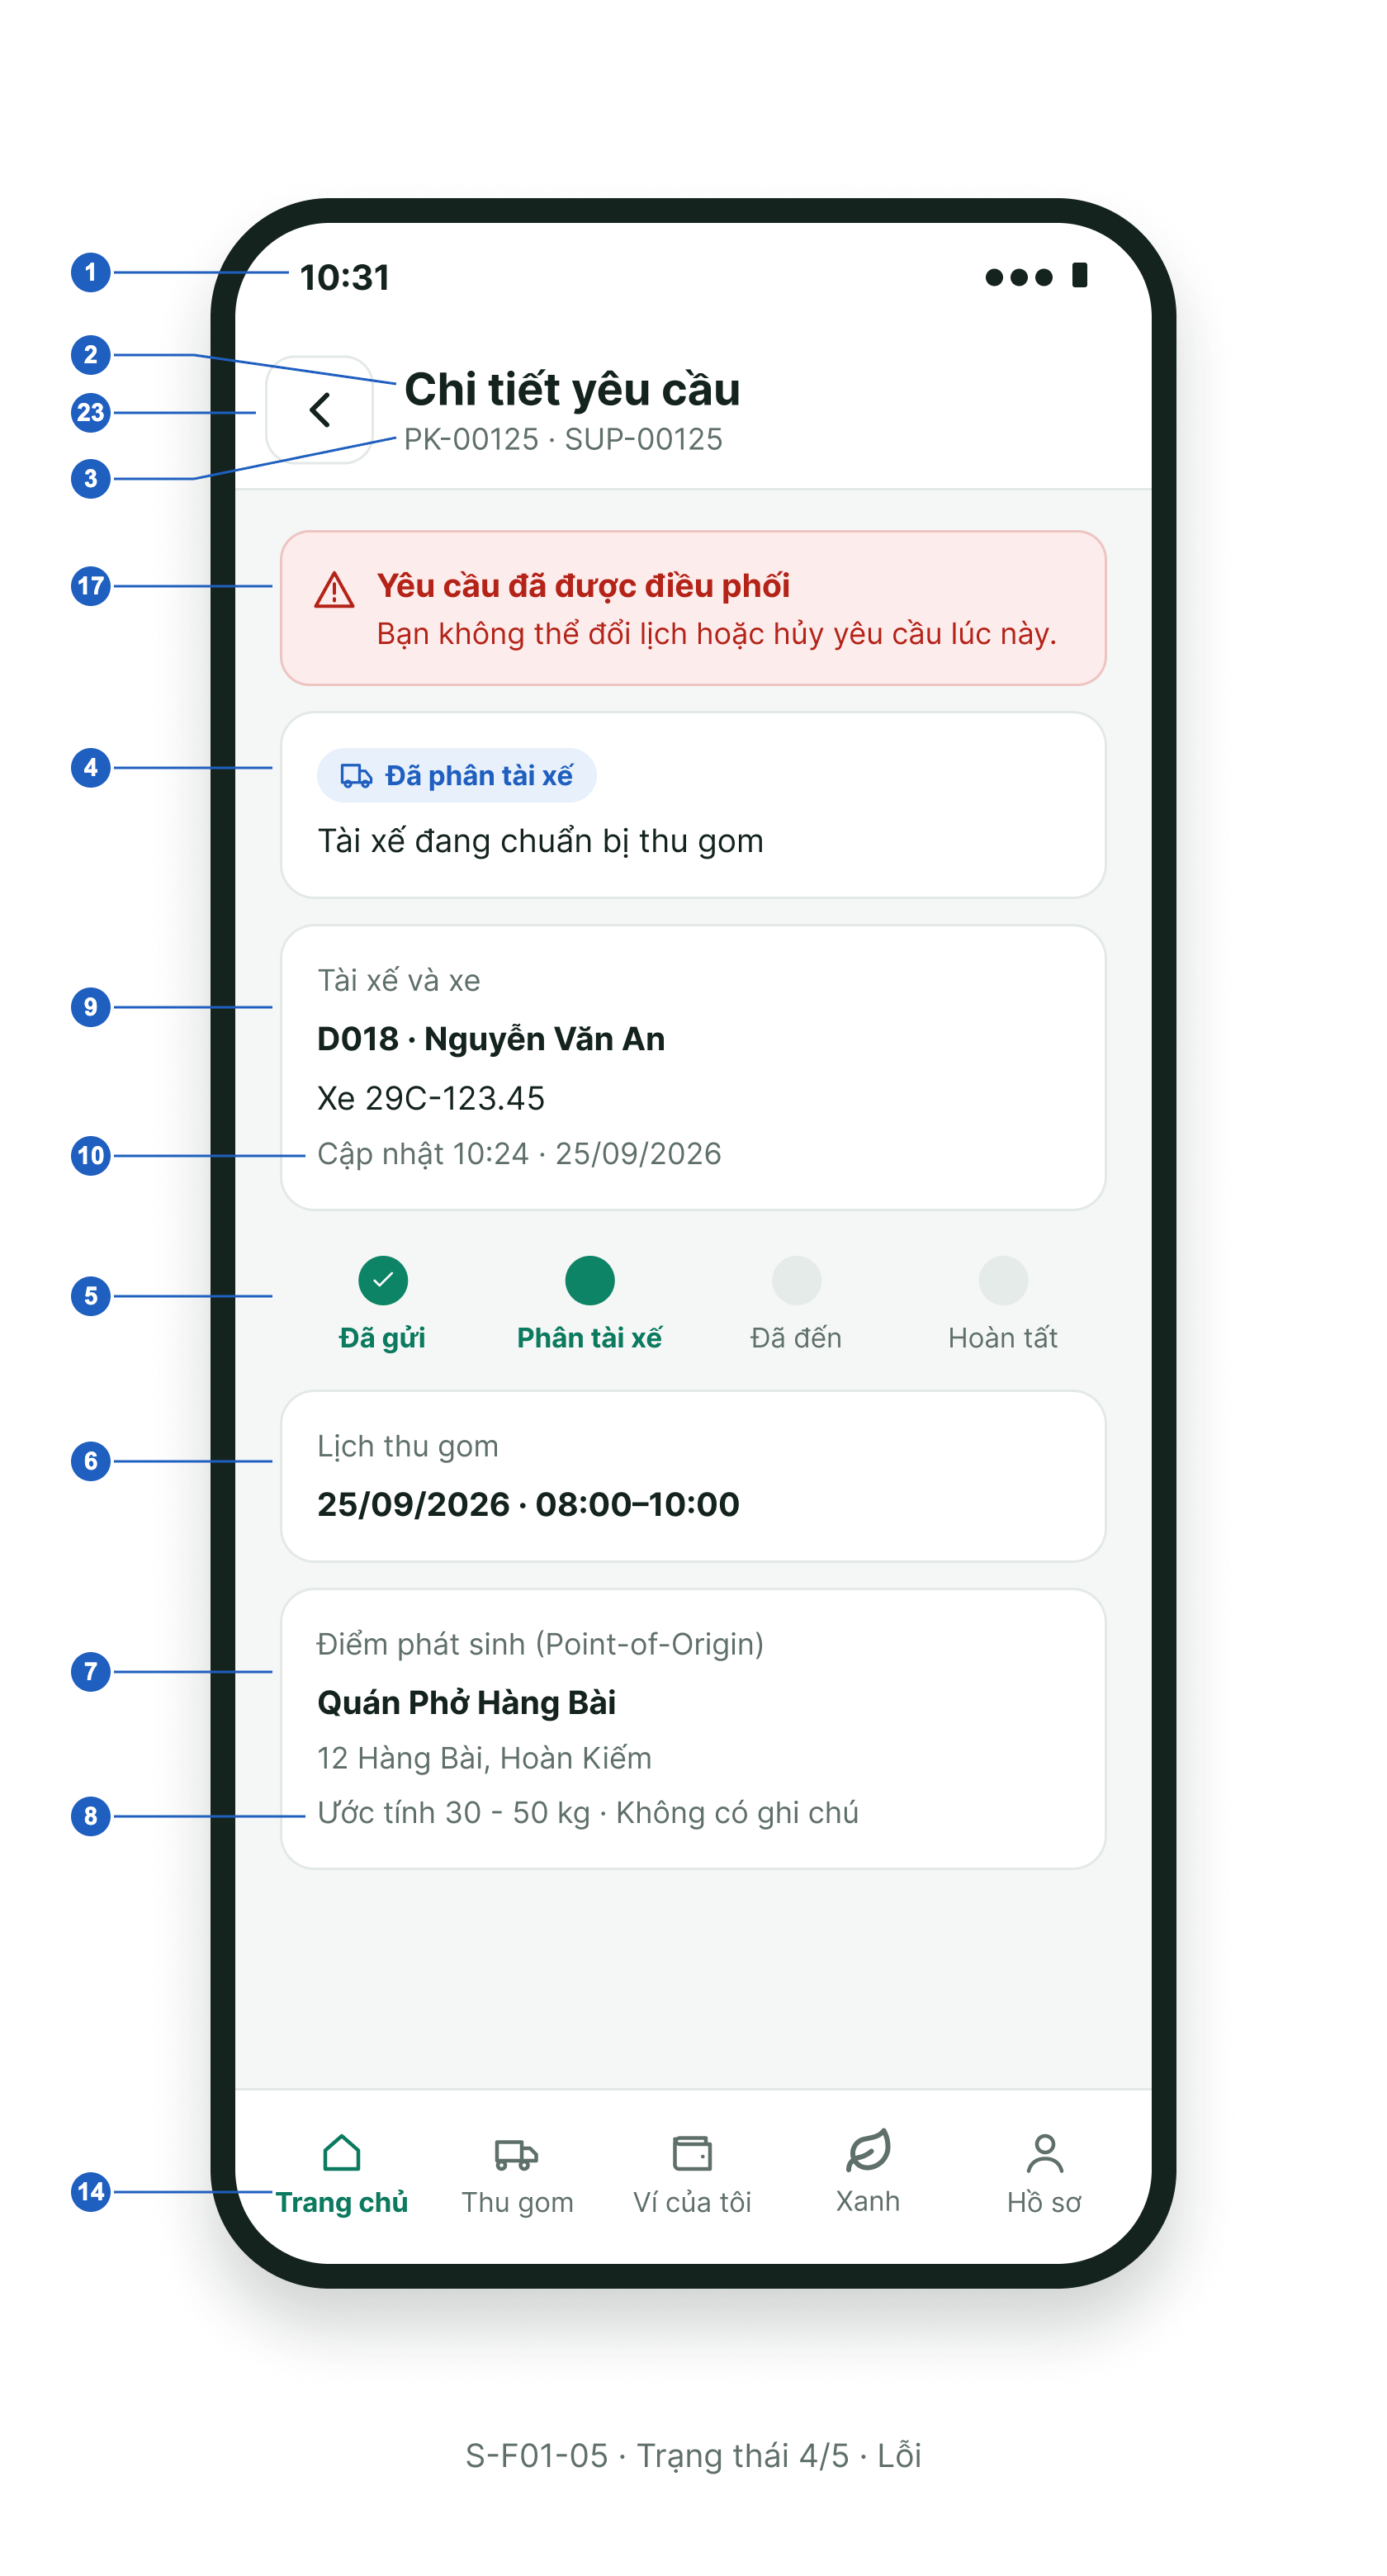 1
10:31
2
Chi tiết yêu cầu
23
PK-00125 · SUP-00125
3
17
Yêu cầu đã được điều phối
Bạn không thể đổi lịch hoặc hủy yêu cầu lúc này.
4
Đã phân tài xế
Tài xế đang chuẩn bị thu gom
Tài xế và xe
9
D018 · Nguyễn Văn An
Xe 29C-123.45
10
Cập nhật 10:24 · 25/09/2026
5
Đã gửi Phân tài xế Đã đến Hoàn tất
Lịch thu gom
6
25/09/2026 · 08:00–10:00
Điểm phát sinh (Point-of-Origin)
7
Quán Phở Hàng Bài
12 Hàng Bài, Hoàn Kiếm
8
Ước tính 30 - 50 kg · Không có ghi chú
14
Trang chủ Thu gom Ví của tôi Xanh Hồ sơ
S-F01-05 · Trạng thái 4/5 · Lỗi